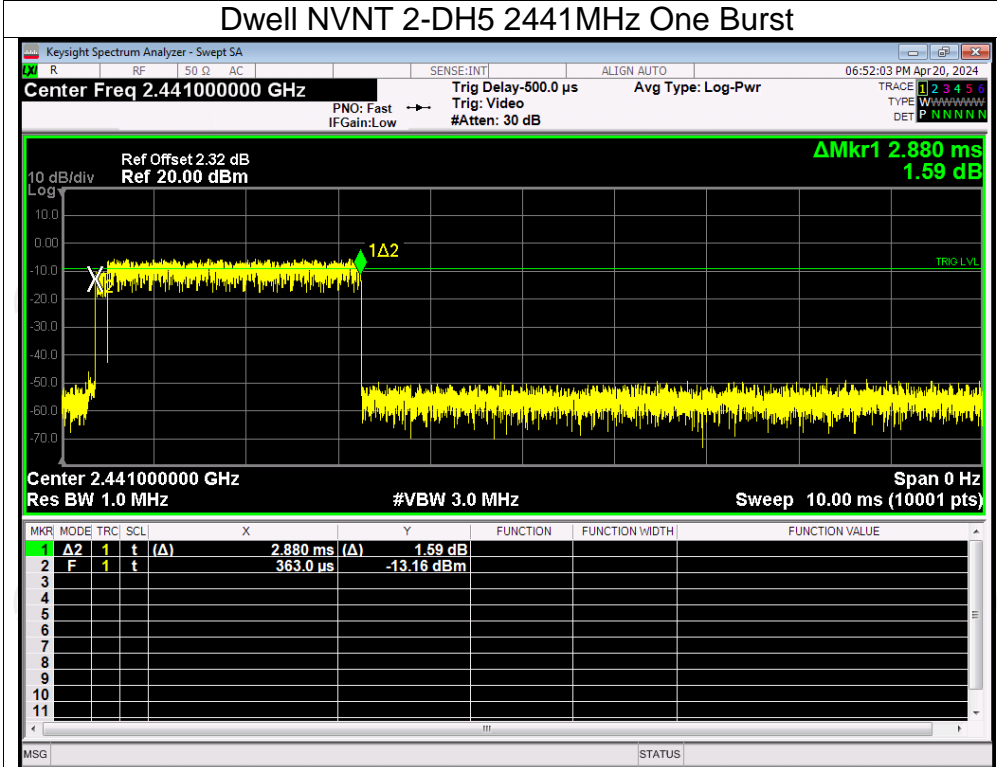 Dwell NVNT 2-DH5 2441MHz One Burst
Keysight Spectrum Analyzer - Swept SA
LXI R RF 50 Ω AC SENSE:INT ALIGN AUTO 06:52:03 PM Apr 20, 2024
Center Freq 2.441000000 GHz Trig Delay-500.0 µs Avg Type: Log-Pwr TRACE 1 2 3 4 5 6
PNO: Fast Trig: Video TYPE WWWWWW
IFGain:Low #Atten: 30 dB DET P N N N N N
ΔMkr1 2.880 ms
1.59 dB
Ref Offset 2.32 dB
10 dB/div Ref 20.00 dBm
Log
10.0
0.00
1Δ2
-10.0
TRIG LVL
2
-20.0
-30.0
-40.0
-50.0
-60.0
-70.0
Center 2.441000000 GHz Span 0 Hz
Res BW 1.0 MHz #VBW 3.0 MHz Sweep 10.00 ms (10001 pts)
MKR MODE TRC SCL X Y FUNCTION FUNCTION WIDTH FUNCTION VALUE
1 Δ2 1 t (Δ) 2.880 ms (Δ) 1.59 dB
2 F 1 t 363.0 µs -13.16 dBm
3
4
5
6
7
8
9
10
11
MSG STATUS